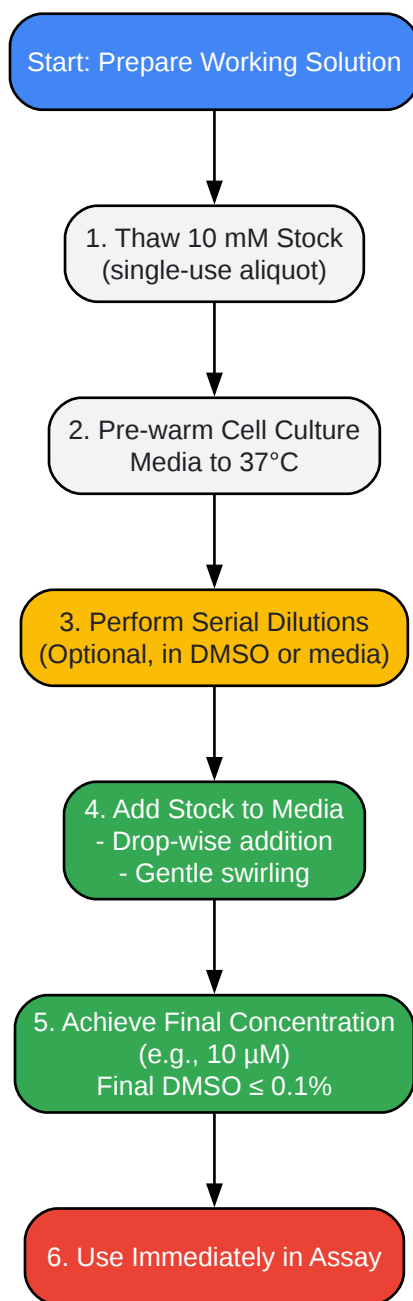 Start: Prepare Working Solution
1. Thaw 10 mM Stock
(single-use aliquot)
2. Pre-warm Cell Culture
Media to 37°C
3. Perform Serial Dilutions
(Optional, in DMSO or media)
4. Add Stock to Media
- Drop-wise addition
- Gentle swirling
5. Achieve Final Concentration
(e.g., 10 µM)
Final DMSO ≤ 0.1%
6. Use Immediately in Assay